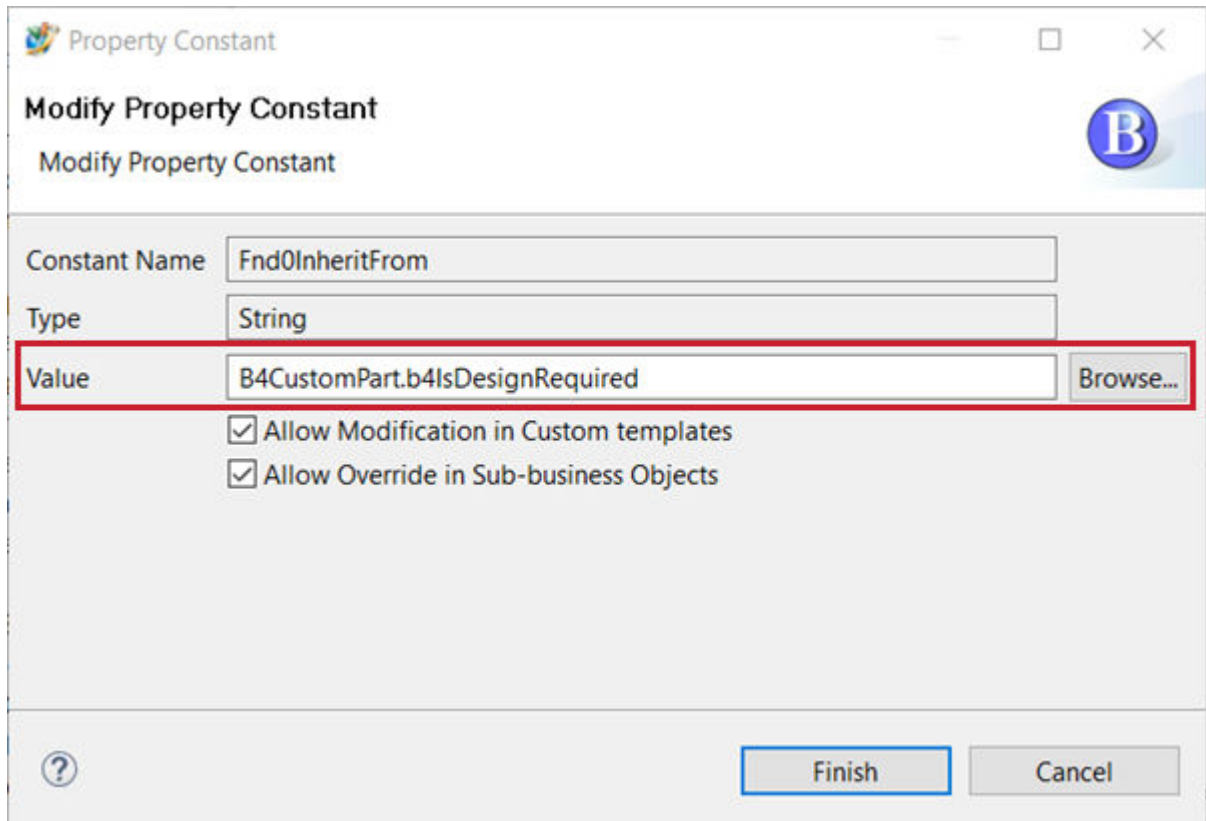 Property Constant
Modify Property Constant
Modify Property Constant
B
Constant Name Fnd0InheritFrom
Type String
Value B4CustomPart.b4IsDesignRequired Browse...
Allow Modification in Custom templates
Allow Override in Sub-business Objects
?
Finish Cancel